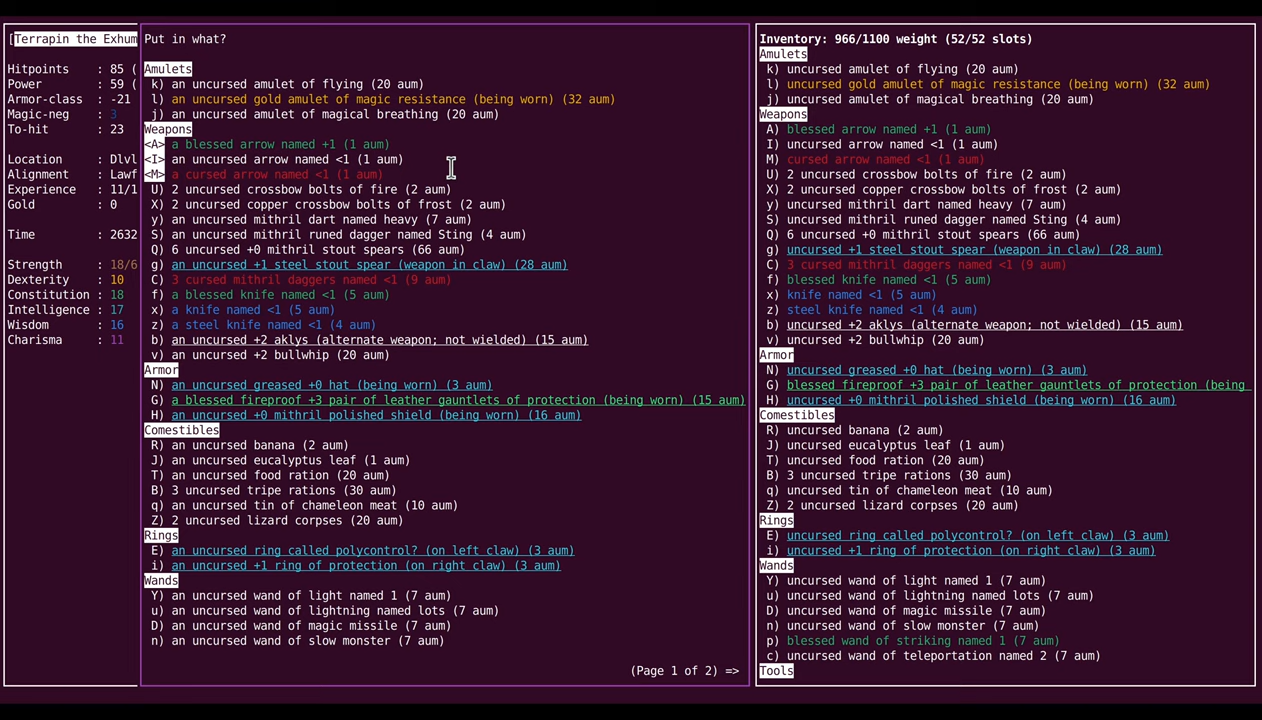 [Terrapin the Exhum
Hitpoints : 85 (
Power : 59 (
Armor-class : -21
Magic-neg : 3
To-hit : 23
Location : Dlvl
Alignment : Lawf
Experience : 11/1
Gold : 0
Time : 2632
Strength : 18/6
Dexterity : 10
Constitution : 18
Intelligence : 17
Wisdom : 16
Charisma : 11
Put in what?
Amulets
k) an uncursed amulet of flying (20 aum)
l) an uncursed gold amulet of magic resistance (being worn) (32 aum)
j) an uncursed amulet of magical breathing (20 aum)
Weapons
<A> a blessed arrow named +1 (1 aum)
<I> an uncursed arrow named <1 (1 aum)
<M> a cursed arrow named <1 (1 aum)
U) 2 uncursed crossbow bolts of fire (2 aum)
X) 2 uncursed copper crossbow bolts of frost (2 aum)
y) an uncursed mithril dart named heavy (7 aum)
S) an uncursed mithril runed dagger named Sting (4 aum)
Q) 6 uncursed +0 mithril stout spears (66 aum)
g) an uncursed +1 steel stout spear (weapon in claw) (28 aum)
C) 3 cursed mithril daggers named <1 (9 aum)
f) a blessed knife named <1 (5 aum)
x) a knife named <1 (5 aum)
z) a steel knife named <1 (4 aum)
b) an uncursed +2 aklys (alternate weapon; not wielded) (15 aum)
v) an uncursed +2 bullwhip (20 aum)
Armor
N) an uncursed greased +0 hat (being worn) (3 aum)
G) a blessed fireproof +3 pair of leather gauntlets of protection (being worn) (15 aum)
H) an uncursed +0 mithril polished shield (being worn) (16 aum)
Comestibles
R) an uncursed banana (2 aum)
J) an uncursed eucalyptus leaf (1 aum)
T) an uncursed food ration (20 aum)
B) 3 uncursed tripe rations (30 aum)
q) an uncursed tin of chameleon meat (10 aum)
Z) 2 uncursed lizard corpses (20 aum)
Rings
E) an uncursed ring called polycontrol? (on left claw) (3 aum)
i) an uncursed +1 ring of protection (on right claw) (3 aum)
Wands
Y) an uncursed wand of light named 1 (7 aum)
u) an uncursed wand of lightning named lots (7 aum)
D) an uncursed wand of magic missile (7 aum)
n) an uncursed wand of slow monster (7 aum)
(Page 1 of 2) =>
Inventory: 966/1100 weight (52/52 slots)
Amulets
k) uncursed amulet of flying (20 aum)
l) uncursed gold amulet of magic resistance (being worn) (32 aum)
j) uncursed amulet of magical breathing (20 aum)
Weapons
A) blessed arrow named +1 (1 aum)
I) uncursed arrow named <1 (1 aum)
M) cursed arrow named <1 (1 aum)
U) 2 uncursed crossbow bolts of fire (2 aum)
X) 2 uncursed copper crossbow bolts of frost (2 aum)
y) uncursed mithril dart named heavy (7 aum)
S) uncursed mithril runed dagger named Sting (4 aum)
Q) 6 uncursed +0 mithril stout spears (66 aum)
g) uncursed +1 steel stout spear (weapon in claw) (28 aum)
C) 3 cursed mithril daggers named <1 (9 aum)
f) blessed knife named <1 (5 aum)
x) knife named <1 (5 aum)
z) steel knife named <1 (4 aum)
b) uncursed +2 aklys (alternate weapon; not wielded) (15 aum)
v) uncursed +2 bullwhip (20 aum)
Armor
N) uncursed greased +0 hat (being worn) (3 aum)
G) blessed fireproof +3 pair of leather gauntlets of protection (being
H) uncursed +0 mithril polished shield (being worn) (16 aum)
Comestibles
R) uncursed banana (2 aum)
J) uncursed eucalyptus leaf (1 aum)
T) uncursed food ration (20 aum)
B) 3 uncursed tripe rations (30 aum)
q) uncursed tin of chameleon meat (10 aum)
Z) 2 uncursed lizard corpses (20 aum)
Rings
E) uncursed ring called polycontrol? (on left claw) (3 aum)
i) uncursed +1 ring of protection (on right claw) (3 aum)
Wands
Y) uncursed wand of light named 1 (7 aum)
u) uncursed wand of lightning named lots (7 aum)
D) uncursed wand of magic missile (7 aum)
n) uncursed wand of slow monster (7 aum)
p) blessed wand of striking named 1 (7 aum)
c) uncursed wand of teleportation named 2 (7 aum)
Tools